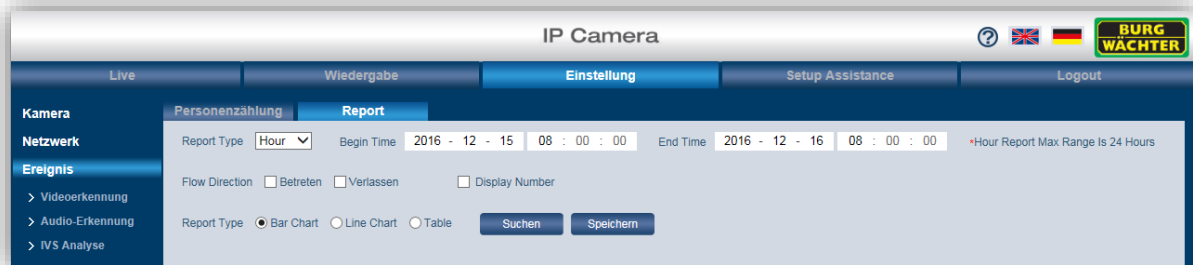 IP Camera
BURG
WÄCHTER
Live Wiedergabe Einstellung Setup Assistance Logout
Kamera
Netzwerk
Ereignis
> Videoerkennung
> Audio-Erkennung
> IVS Analyse
Personenzählung Report
Report Type Hour Begin Time 2016 - 12 - 15 08 : 00 : 00 End Time 2016 - 12 - 16 08 : 00 : 00 *Hour Report Max Range Is 24 Hours
Flow Direction Betreten Verlassen Display Number
Report Type Bar Chart Line Chart Table Suchen Speichern